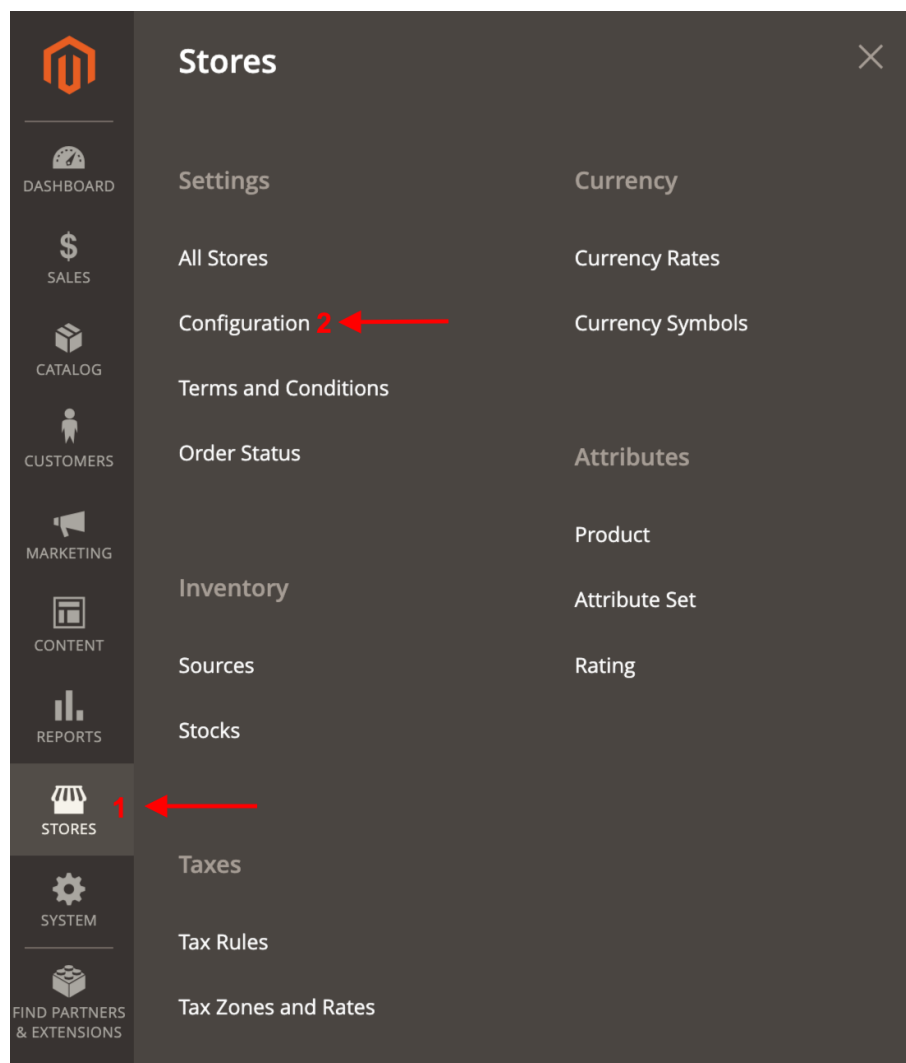 Stores
DASHBOARD
SALES
CATALOG
CUSTOMERS
MARKETING
CONTENT
REPORTS
STORES
1
SYSTEM
FIND PARTNERS
& EXTENSIONS
Settings
All Stores
Configuration 2
Terms and Conditions
Order Status
Inventory
Sources
Stocks
Taxes
Tax Rules
Tax Zones and Rates
Currency
Currency Rates
Currency Symbols
Attributes
Product
Attribute Set
Rating